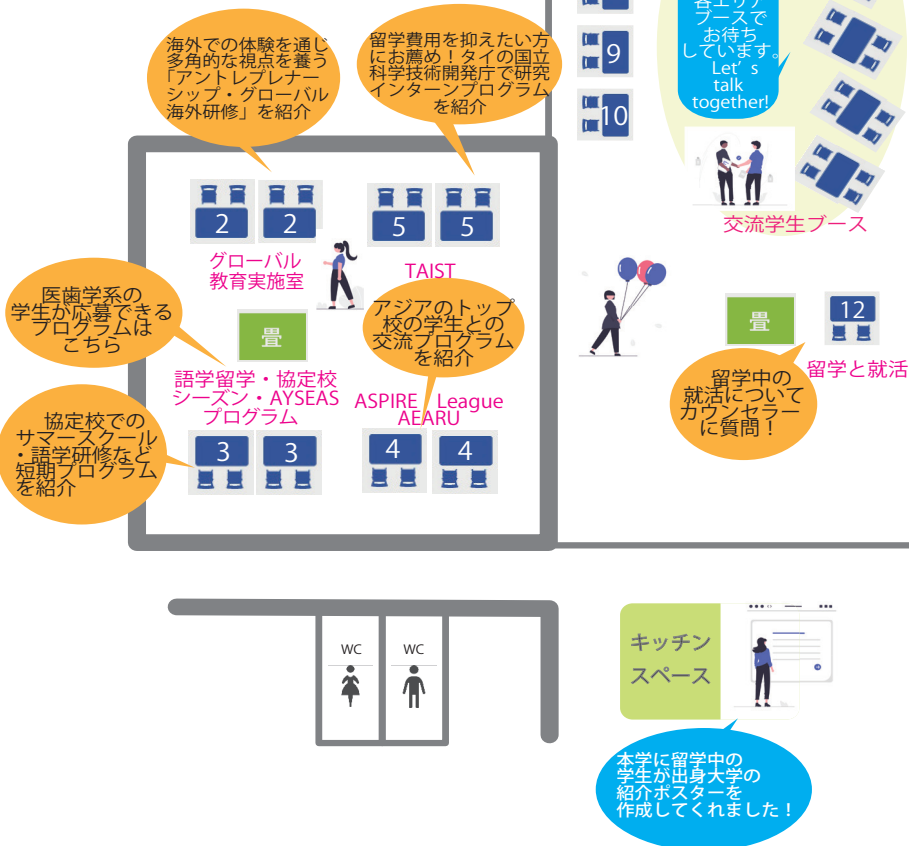 各エリア
ブースで
お待ち
しています。
Let's
talk
together!
9
10
交流学生ブース
海外での体験を通じ
多角的な視点を養う
「アントレプレナー
シップ・グローバル
海外研修」を紹介
留学費用を抑えたい方
にお薦め！タイの国立
科学技術開発庁で研究
インターンプログラム
を紹介
2 2
グローバル
教育実施室
5 5
TAIST
医歯学系の
学生が応募できる
プログラムは
こちら
畳
アジアのトップ
校の学生との
交流プログラム
を紹介
語学留学・協定校
シーズン・AYSEAS
プログラム
ASPIRE League
AEARU
協定校での
サマースクール
・語学研修など
短期プログラム
を紹介
3 3
4 4
畳
12
留学と就活
留学中の
就活について
カウンセラー
に質問！
WC WC
キッチン
スペース
本学に留学中の
学生が出身大学の
紹介ポスターを
作成してくれました！